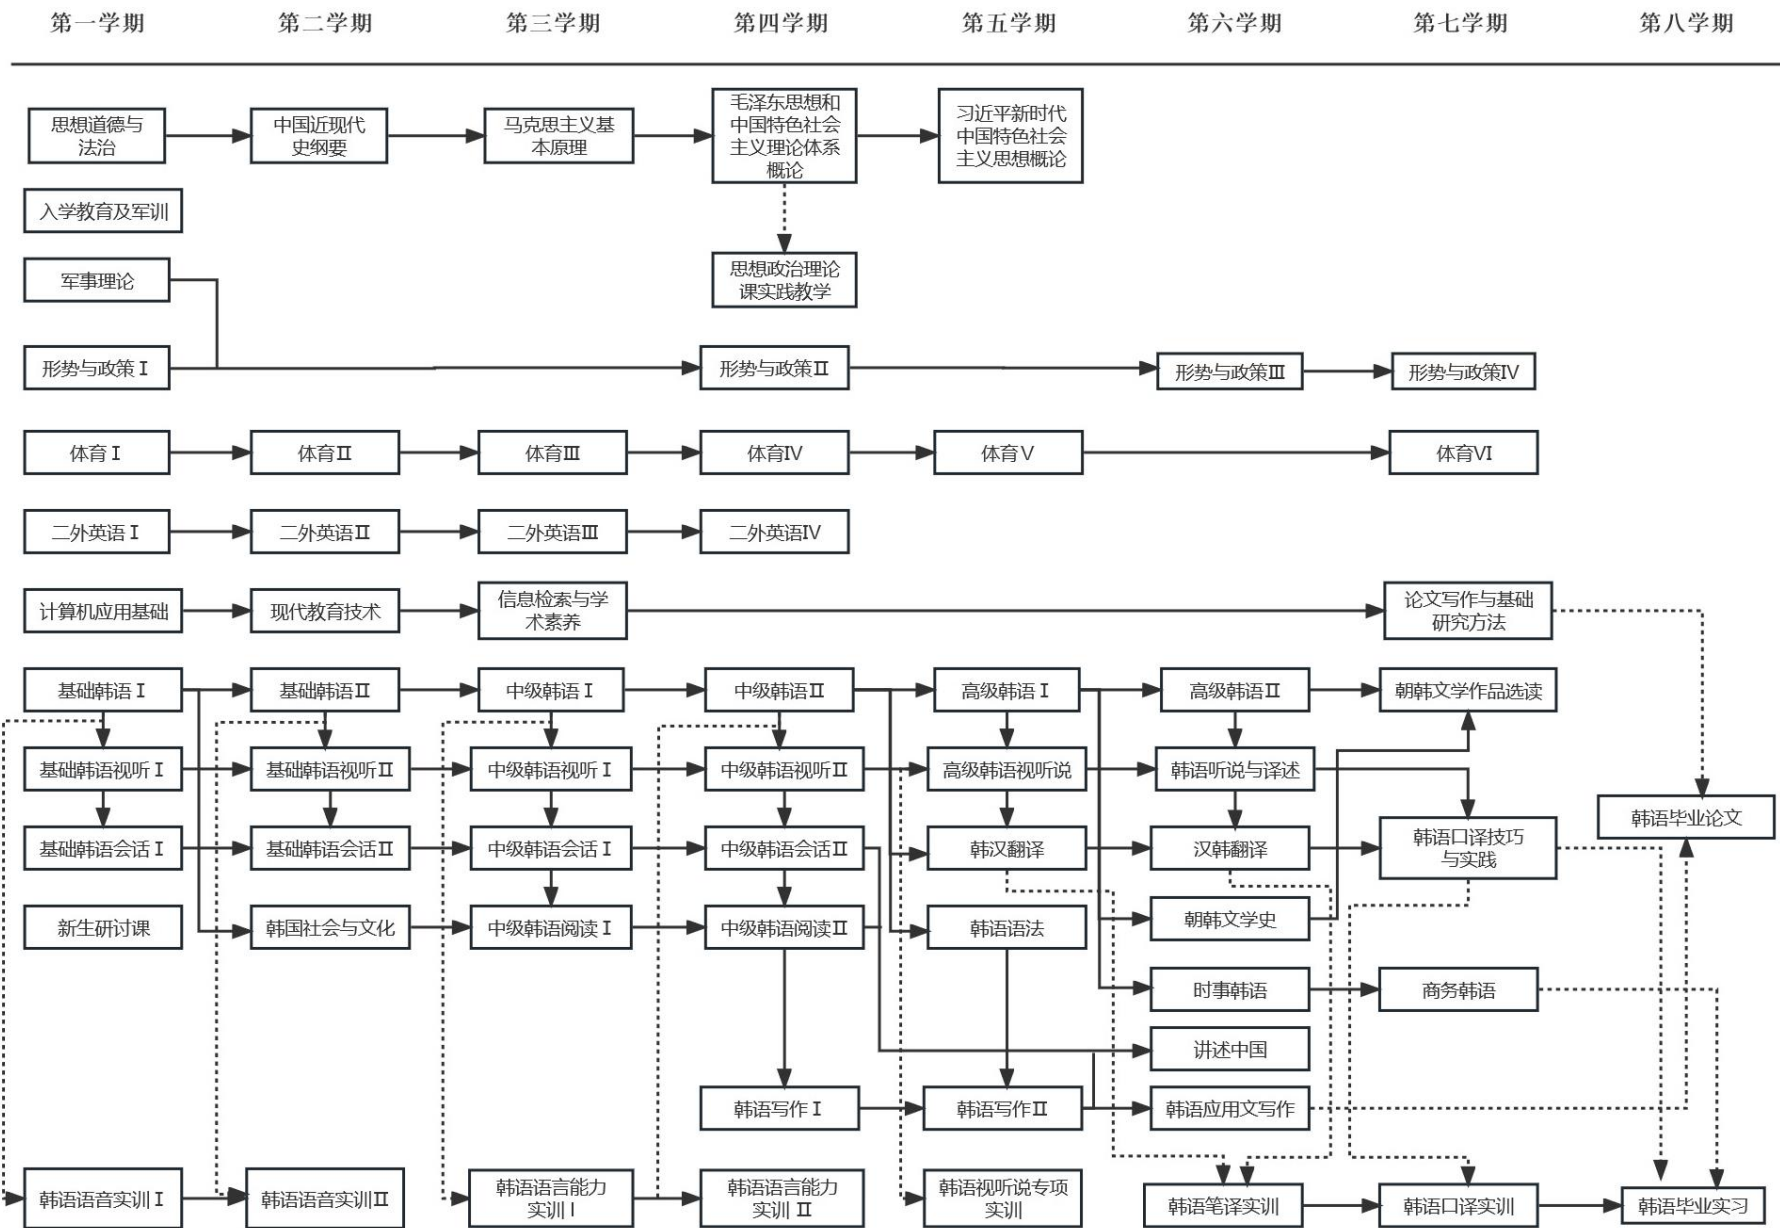 第一学期 第二学期 第三学期 第四学期 第五学期 第六学期 第七学期 第八学期
思想道德与
法治
中国近现代
史纲要
马克思主义基
本原理
毛泽东思想和
中国特色社会
主义理论体系
概论
习近平新时代
中国特色社会
主义思想概论
入学教育及军训
军事理论
思想政治理论
课实践教学
形势与政策Ⅰ
形势与政策Ⅱ
形势与政策Ⅲ
形势与政策Ⅳ
体育Ⅰ
体育Ⅱ
体育Ⅲ
体育Ⅳ
体育Ⅴ
体育Ⅵ
二外英语Ⅰ
二外英语Ⅱ
二外英语Ⅲ
二外英语Ⅳ
计算机应用基础
现代教育技术
信息检索与学
术素养
论文写作与基础
研究方法
基础韩语Ⅰ
基础韩语Ⅱ
中级韩语Ⅰ
中级韩语Ⅱ
高级韩语Ⅰ
高级韩语Ⅱ
朝韩文学作品选读
基础韩语视听Ⅰ
基础韩语视听Ⅱ
中级韩语视听Ⅰ
中级韩语视听Ⅱ
高级韩语视听说
韩语听说与译述
韩语毕业论文
基础韩语会话Ⅰ
基础韩语会话Ⅱ
中级韩语会话Ⅰ
中级韩语会话Ⅱ
韩汉翻译
汉韩翻译
韩语口译技巧
与实践
新生研讨课
韩国社会与文化
中级韩语阅读Ⅰ
中级韩语阅读Ⅱ
韩语语法
朝韩文学史
时事韩语
商务韩语
讲述中国
韩语写作Ⅰ
韩语写作Ⅱ
韩语应用文写作
韩语语音实训Ⅰ
韩语语音实训Ⅱ
韩语语言能力
实训Ⅰ
韩语语言能力
实训 Ⅱ
韩语视听说专项
实训
韩语笔译实训
韩语口译实训
韩语毕业实习